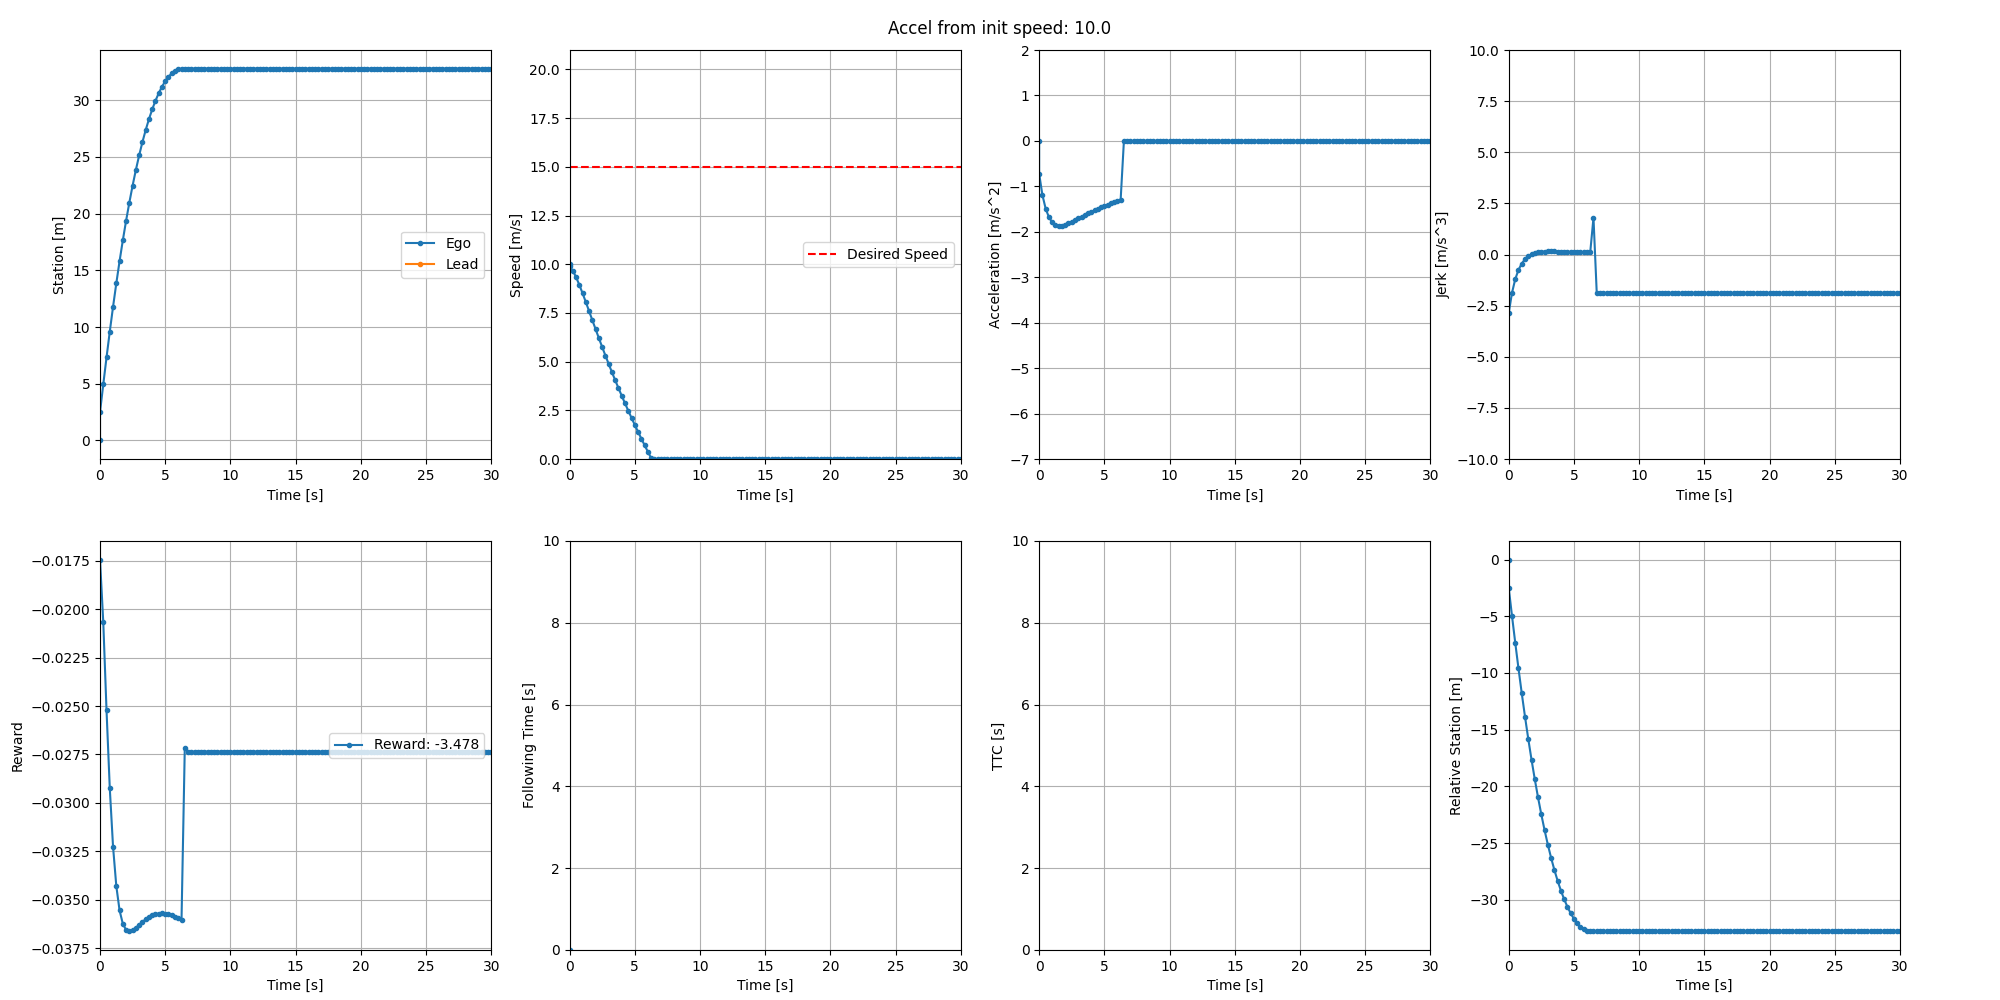 Accel from init speed: 10.0
Station [m]
30
25
20
15
10
5
0
Ego
Lead
0 5 10 15 20 25 30
Time [s]
Speed [m/s]
20.0
17.5
15.0
12.5
10.0
7.5
5.0
2.5
0.0
Desired Speed
0 5 10 15 20 25 30
Time [s]
Acceleration [m/s^2]
2
1
0
−1
−2
−3
−4
−5
−6
−7
0 5 10 15 20 25 30
Time [s]
Jerk [m/s^3]
10.0
7.5
5.0
2.5
0.0
−2.5
−5.0
−7.5
−10.0
0 5 10 15 20 25 30
Time [s]
Reward
−0.0175
−0.0200
−0.0225
−0.0250
−0.0275
−0.0300
−0.0325
−0.0350
−0.0375
Reward: -3.478
0 5 10 15 20 25 30
Time [s]
Following Time [s]
10
8
6
4
2
0
0 5 10 15 20 25 30
Time [s]
TTC [s]
10
8
6
4
2
0
0 5 10 15 20 25 30
Time [s]
Relative Station [m]
0
−5
−10
−15
−20
−25
−30
0 5 10 15 20 25 30
Time [s]